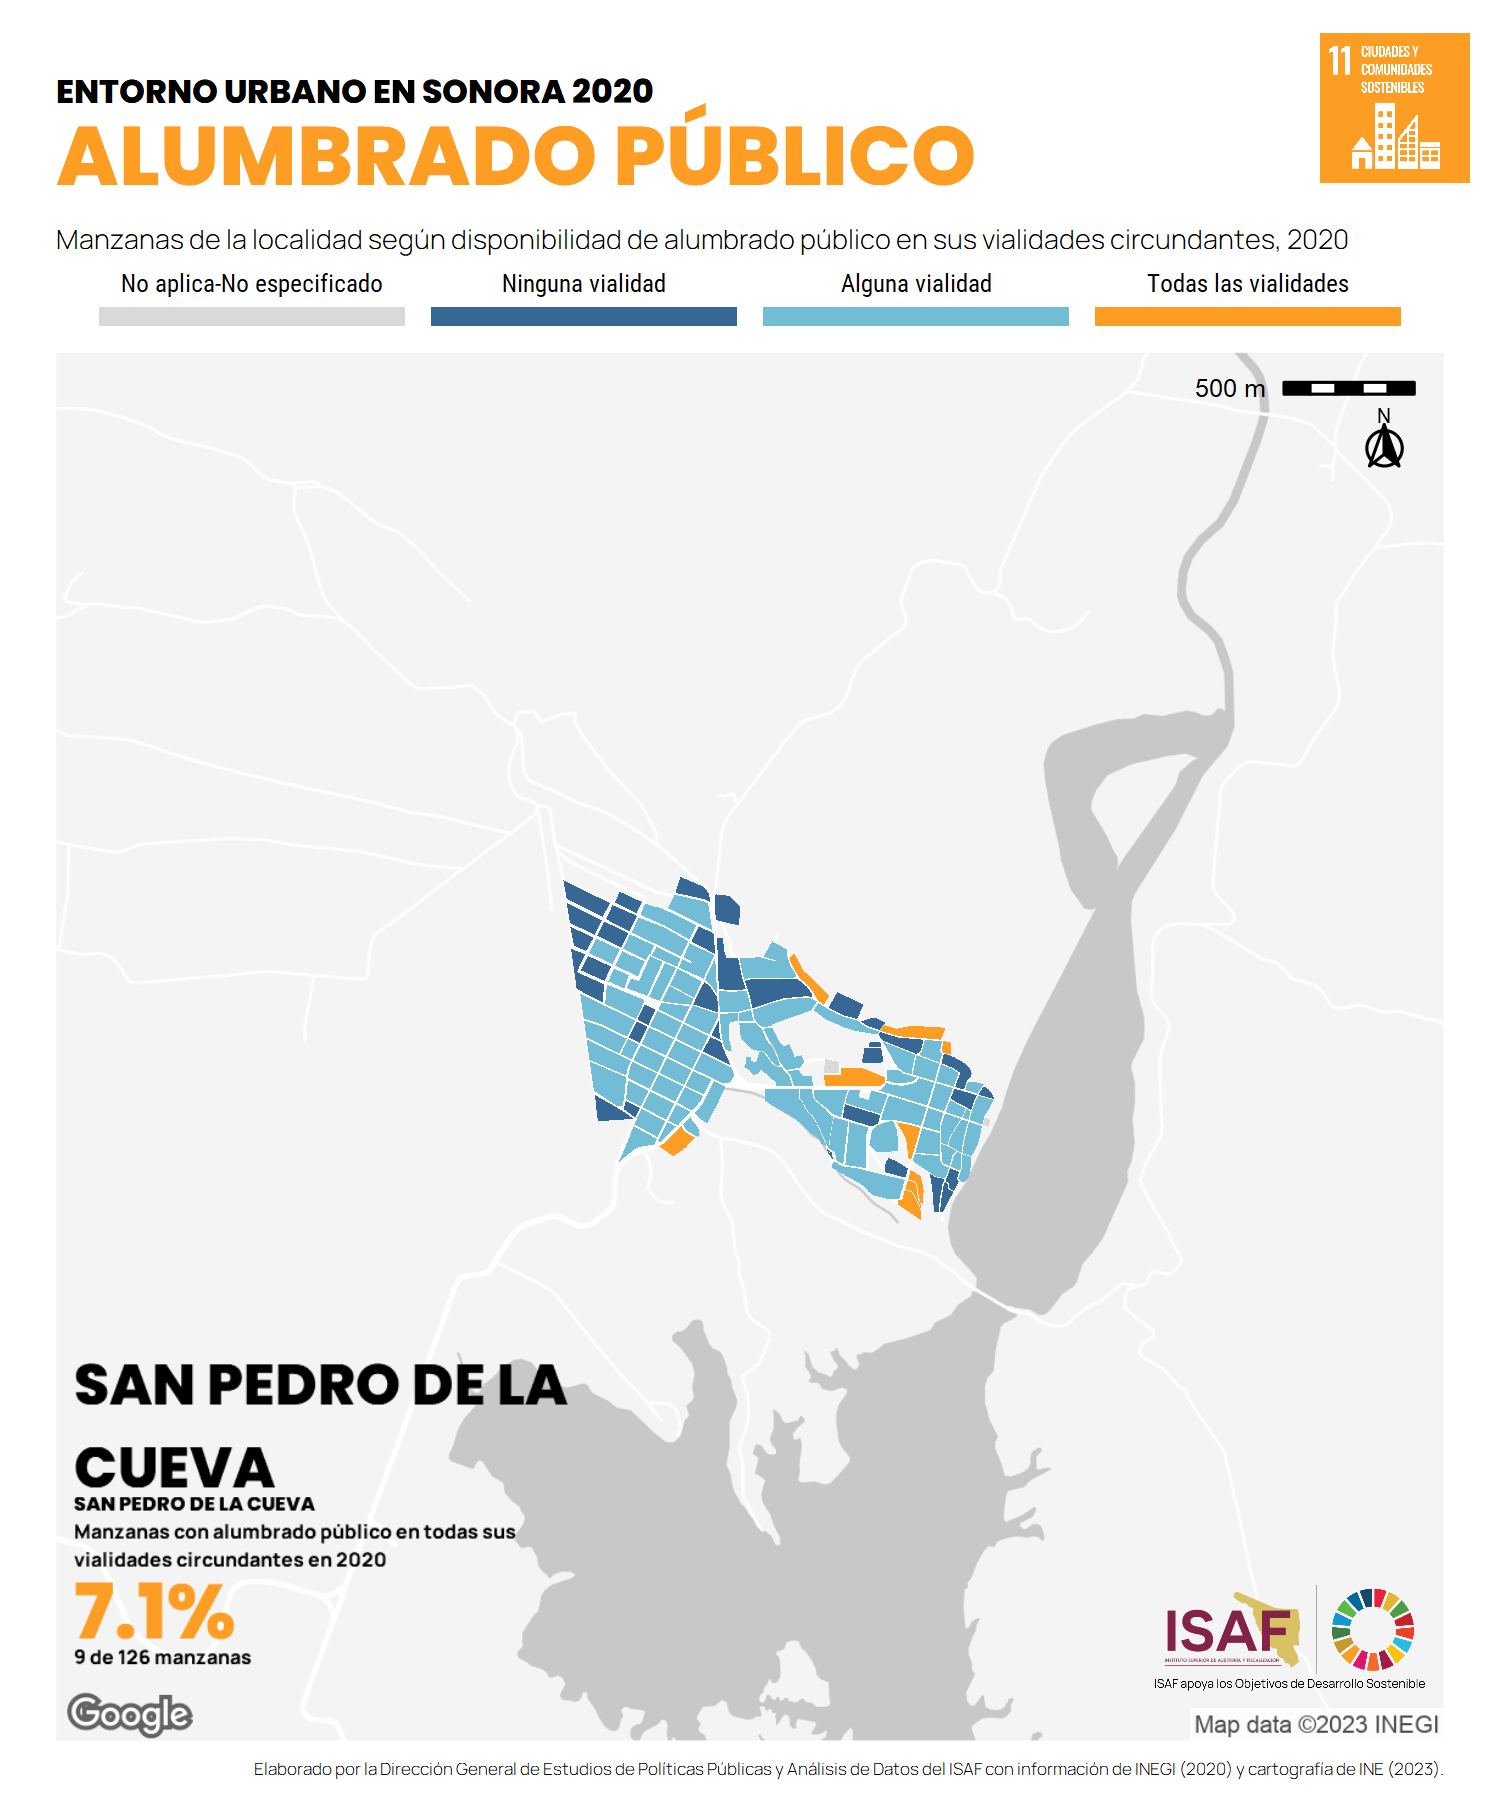 ENTORNO URBANO EN SONORA 2020
ALUMBRADO PÚBLICO
11 CIUDADES Y
COMUNIDADES
SOSTENIBLES
Manzanas de la localidad según disponibilidad de alumbrado público en sus vialidades circundantes, 2020
No aplica-No especificado
Ninguna vialidad
Alguna vialidad
Todas las vialidades
500 m
N
SAN PEDRO DE LA
CUEVA
SAN PEDRO DE LA CUEVA
Manzanas con alumbrado público en todas sus
vialidades circundantes en 2020
7.1%
9 de 126 manzanas
Google
ISAF
INSTITUTO SUPERIOR DE AUDITORÍA Y FISCALIZACIÓN
ISAF apoya los Objetivos de Desarrollo Sostenible
Map data ©2023 INEGI
Elaborado por la Dirección General de Estudios de Políticas Públicas y Análisis de Datos del ISAF con información de INEGI (2020) y cartografía de INE (2023).